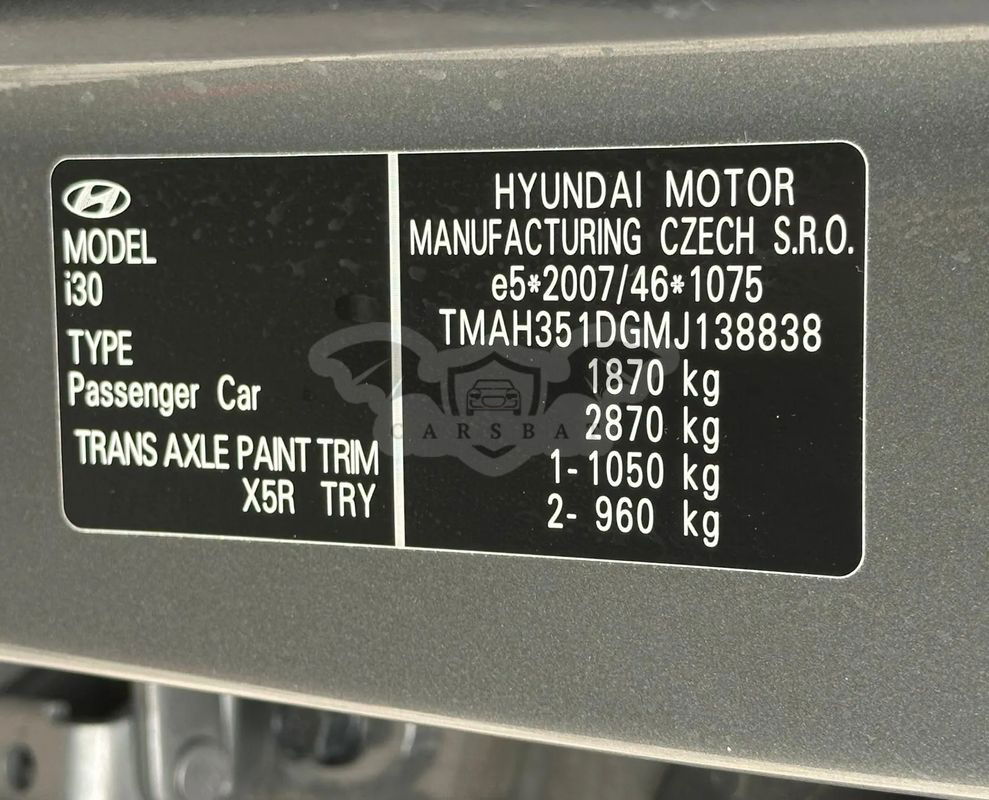 MODEL
i30
TYPE
Passenger Car
TRANS AXLE PAINT TRIM
X5R TRY
HYUNDAI MOTOR
MANUFACTURING CZECH S.R.O.
e5*2007/46*1075
TMAH351DGMJ138838
1870 kg
2870 kg
1- 1050 kg
2- 960 kg